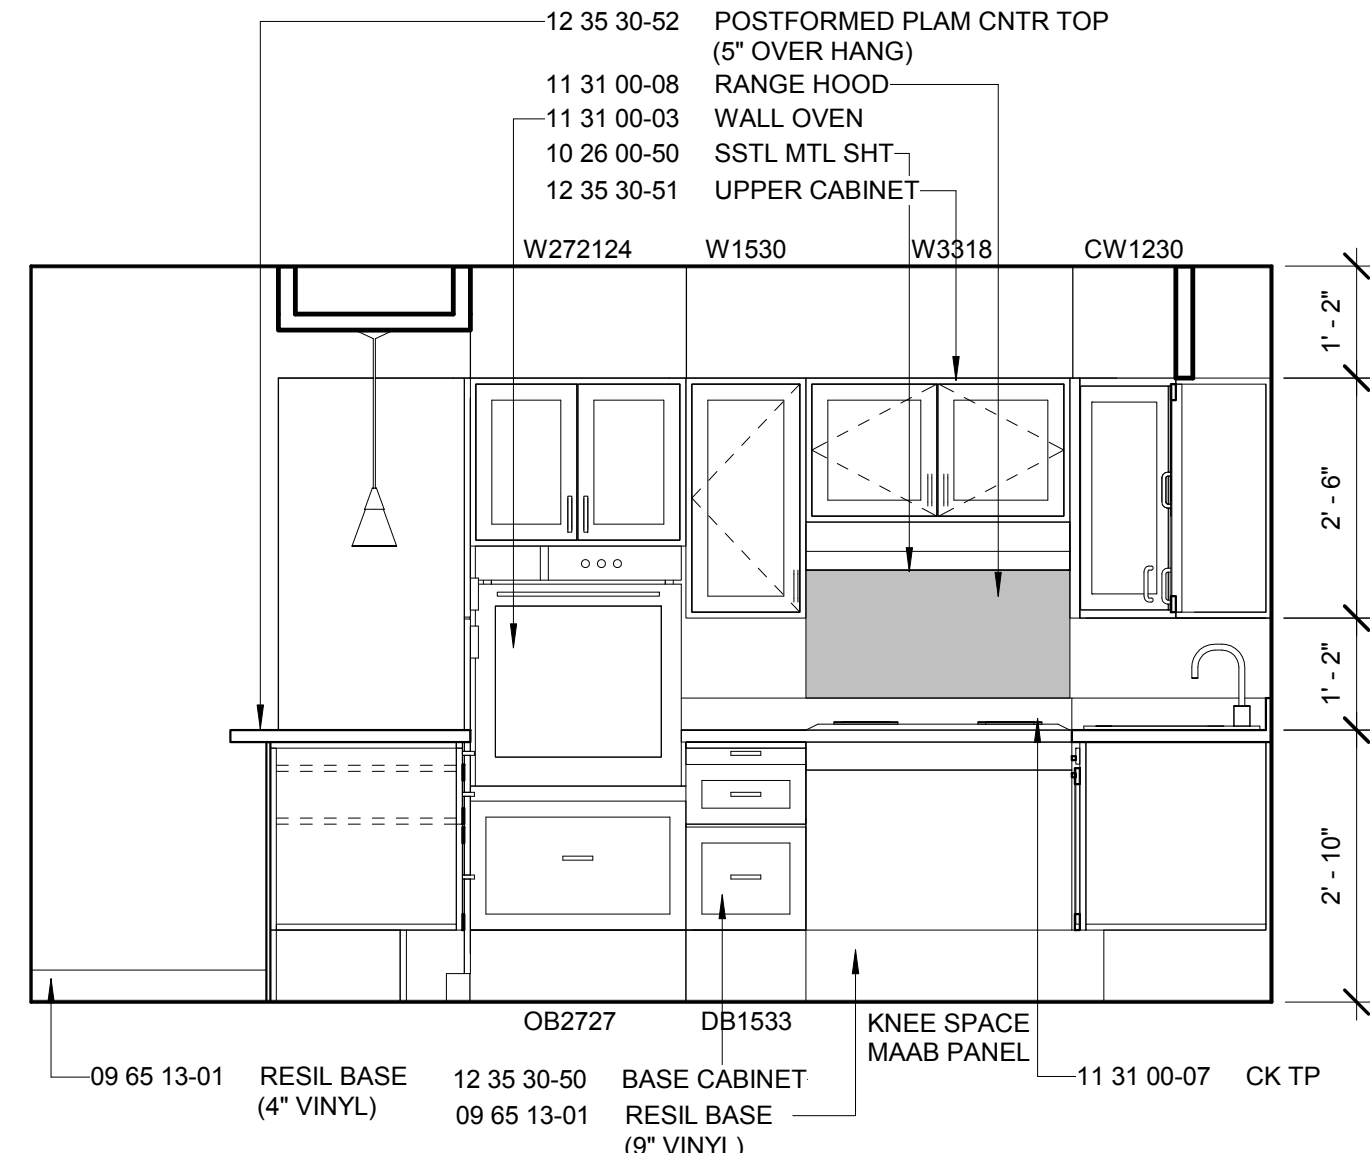 12 35 30-52 POSTFORMED PLAM CNTR TOP
(5" OVER HANG)
11 31 00-08 RANGE HOOD
11 31 00-03 WALL OVEN
10 26 00-50 SSTL MTL SHT
12 35 30-51 UPPER CABINET
W272124 W1530 W3318 CW1230
1' - 2"
2' - 6"
1' - 2"
2' - 10"
OB2727 DB1533 KNEE SPACE
MAAB PANEL
09 65 13-01 RESIL BASE
(4" VINYL)
12 35 30-50 BASE CABINET
09 65 13-01 RESIL BASE
(9" VINYL)
11 31 00-07 CK TP